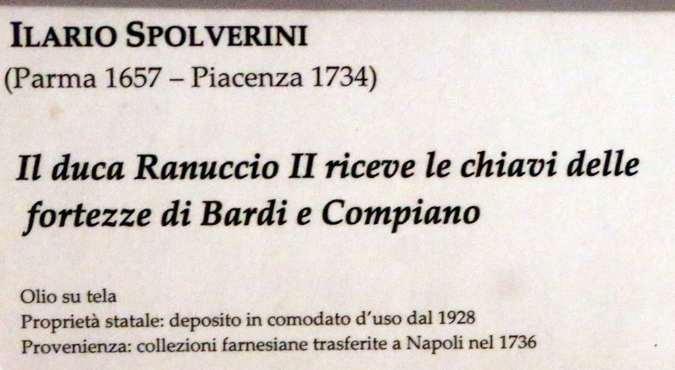 ILARIO SPOLVERINI
(Parma 1657 – Piacenza 1734)
Il duca Ranuccio II riceve le chiavi delle
fortezze di Bardi e Compiano
Olio su tela
Proprietà statale: deposito in comodato d'uso dal 1928
Provenienza: collezioni farnesiane trasferite a Napoli nel 1736